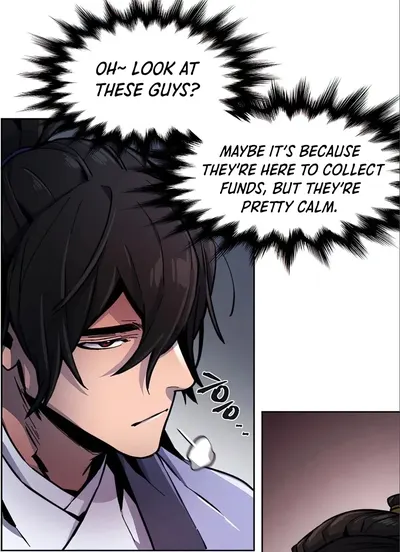 OH~ LOOK AT
THESE GUYS?
MAYBE IT'S BECAUSE
THEY'RE HERE TO COLLECT
FUNDS, BUT THEY'RE
PRETTY CALM.